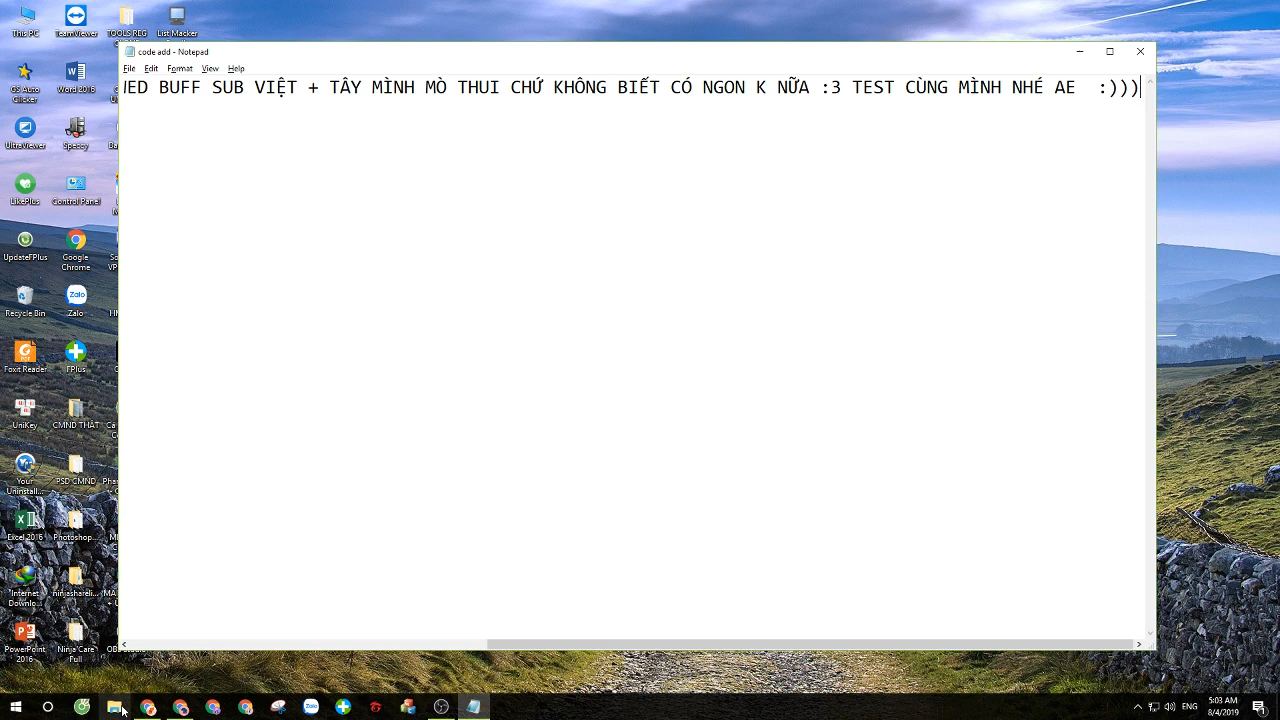 This PC
TeamViewer
TOOLS REG
List Macker
code add - Notepad
File Edit Format View Help
BUFF SUB VIỆT + TÂY MÌNH MÒ THUI CHỨ KHÔNG BIẾT CÓ NGON K NỮA :3 TEST CÙNG MÌNH NHÉ AE :)))
GS Auto
Clicker
Word 2016
UltraViewer
Speccy
LikePlus
Control Panel
UpdateFPlus
Google
Chrome
Recycle Bin
Zalo
Foxit Reader
FPlus
UniKey
CMND THẬT
Your
Uninstall...
PSD CMND
Excel 2016
Photoshop...
Internet
Downlo...
ninjashareli...
PowerPoint
2016
Ninja Care
Full
ENG
5:03 AM
8/4/2019